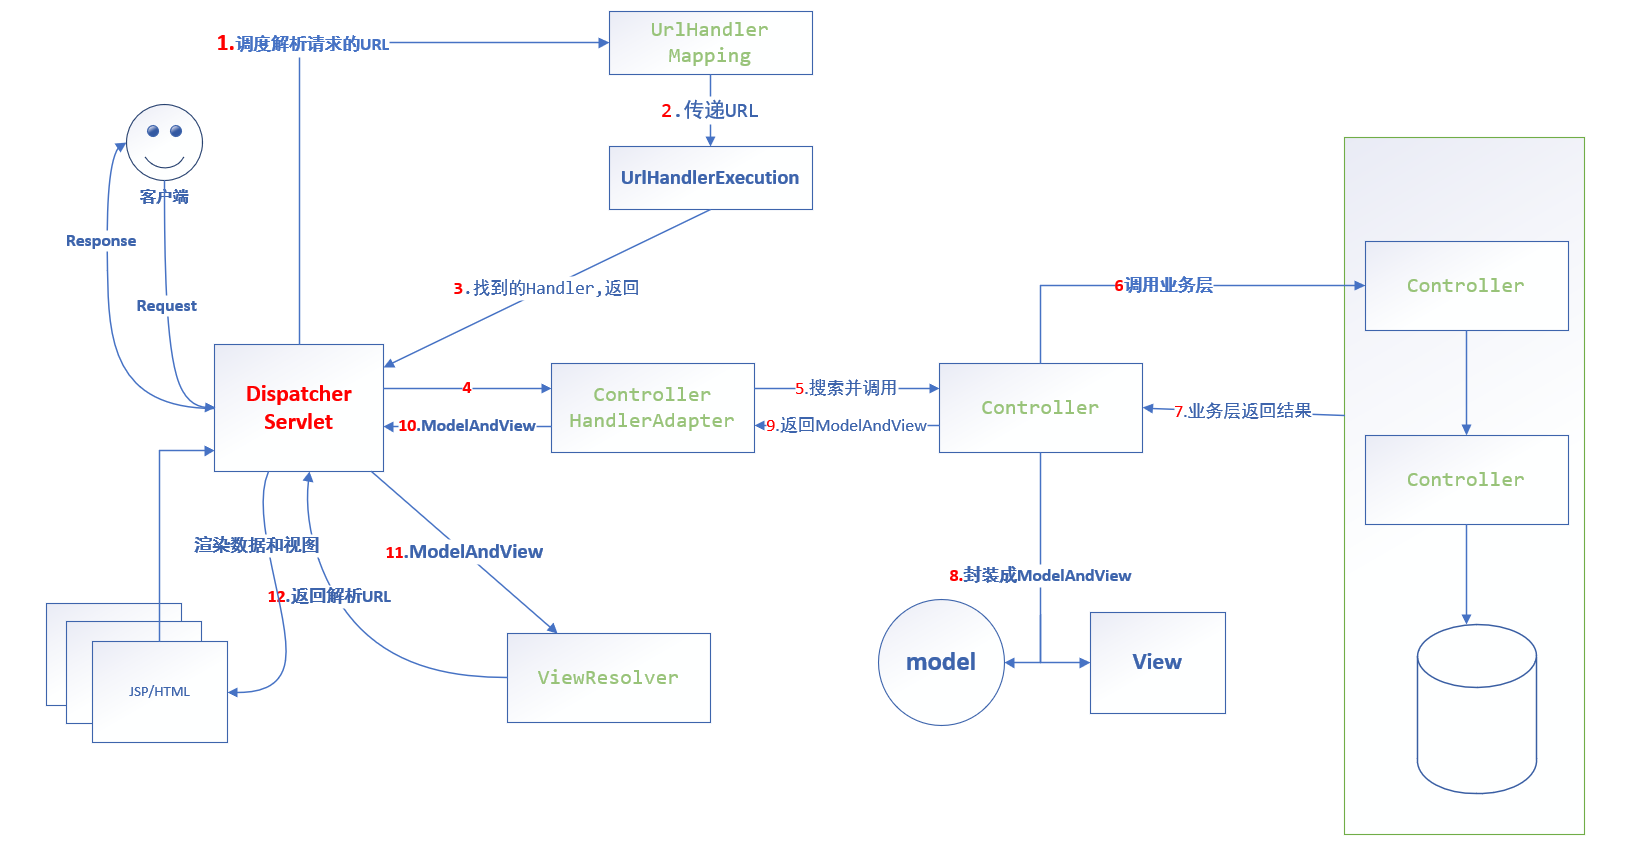 1.调度解析请求的URL
UrlHandler
Mapping
2.传递URL
UrlHandlerExecution
客户端
Response
Request
3.找到的Handler,返回
6调用业务层
Controller
Dispatcher
Servlet
4
Controller
HandlerAdapter
5.搜索并调用
Controller
7.业务层返回结果
10.ModelAndView
9.返回ModelAndView
Controller
渲染数据和视图
11.ModelAndView
12.返回解析URL
8.封装成ModelAndView
JSP/HTML
ViewResolver
model
View